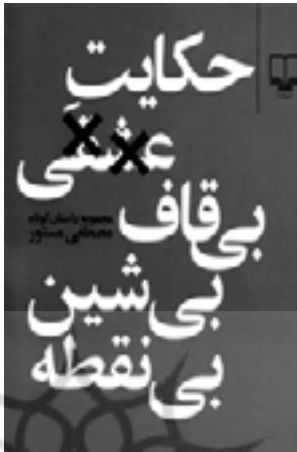 حکایت
عشقی
بی‌قاف
مجموعه داستان کوتاه
مصطفی مستور
بی‌شین
بی‌نقطه